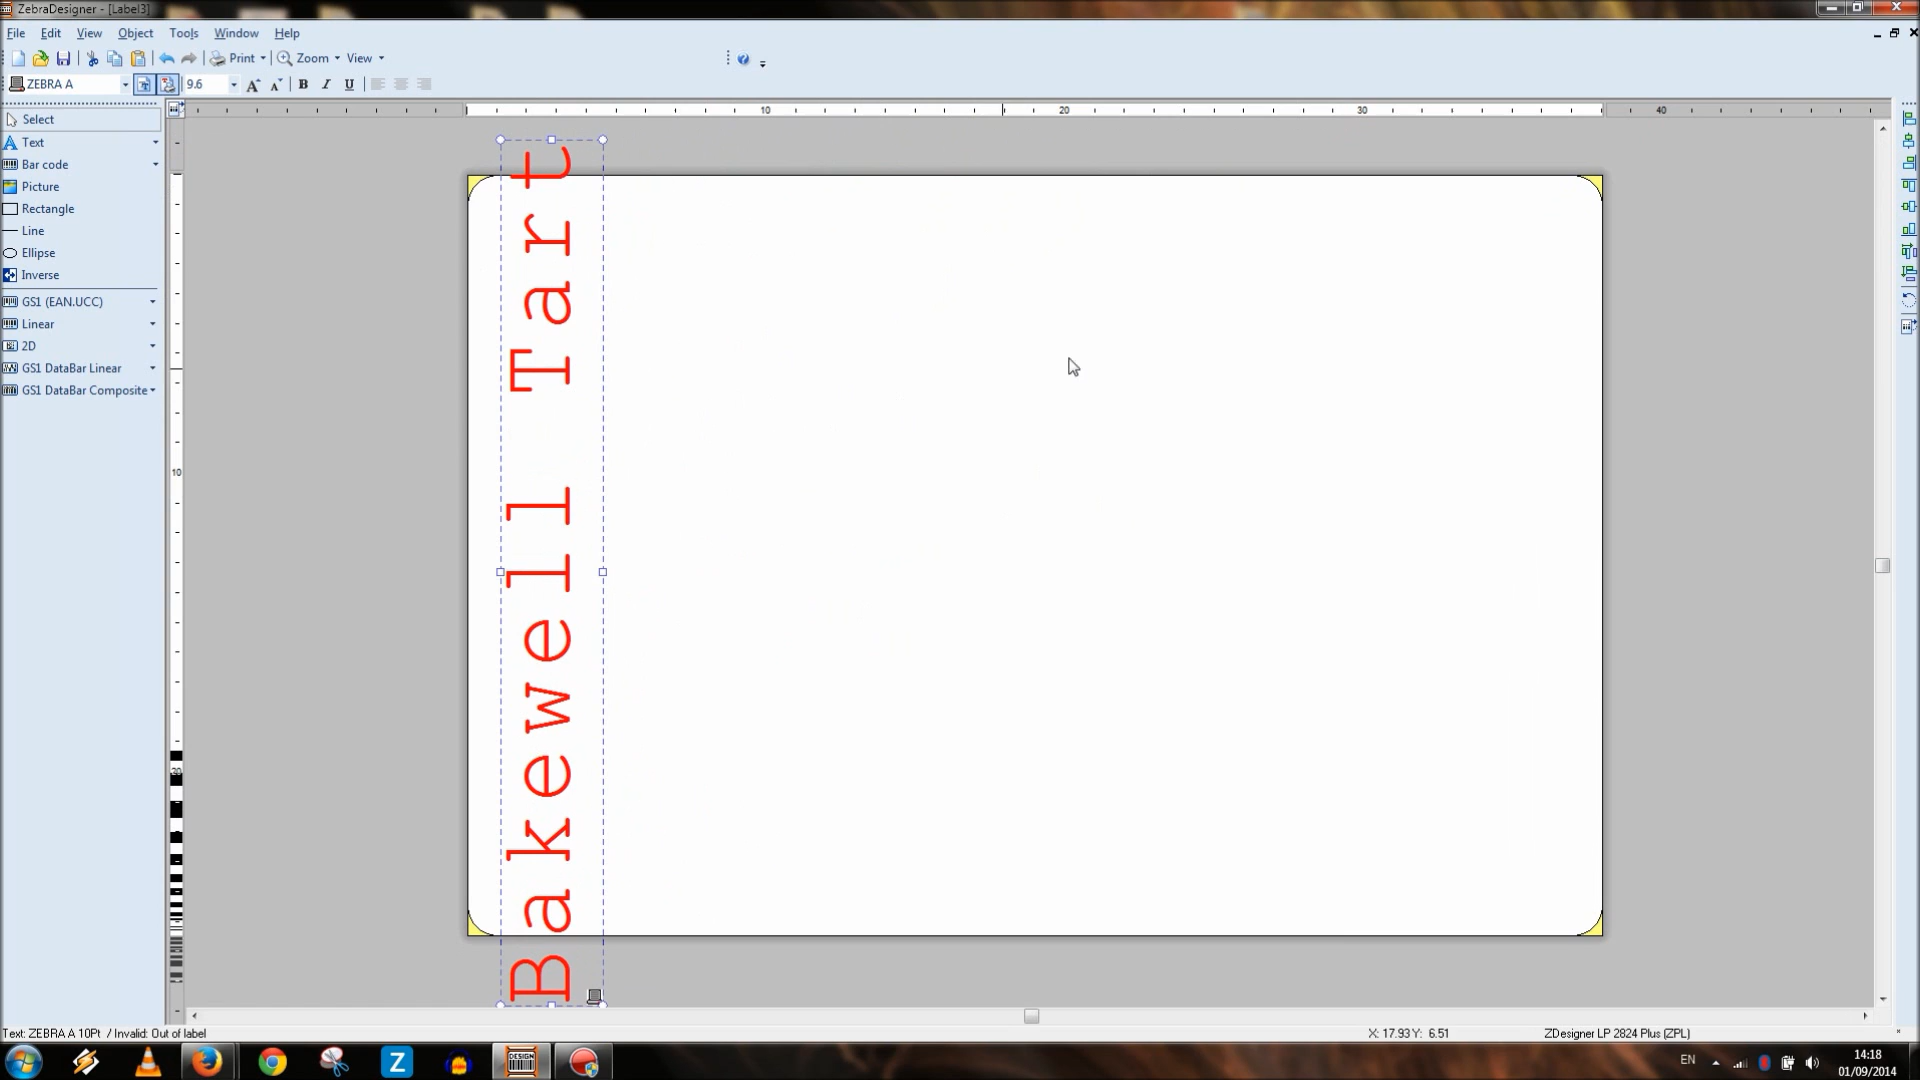 ZebraDesigner - [Label3]
File Edit View Object Tools Window Help
Print Zoom View
ZEBRA A 9.6 A A B I U
Select
Text
Bar code
Picture
Rectangle
Line
Ellipse
Inverse
GS1 (EAN.UCC)
Linear
2D
GS1 DataBar Linear
GS1 DataBar Composite
10 20 30 40
10
20
Bakewell Tart
Text: ZEBRA A 10Pt / Invalid: Out of label
X: 17.93 Y: 6.51
ZDesigner LP 2824 Plus (ZPL)
Z
DESIGN
EN
14:18
01/09/2014